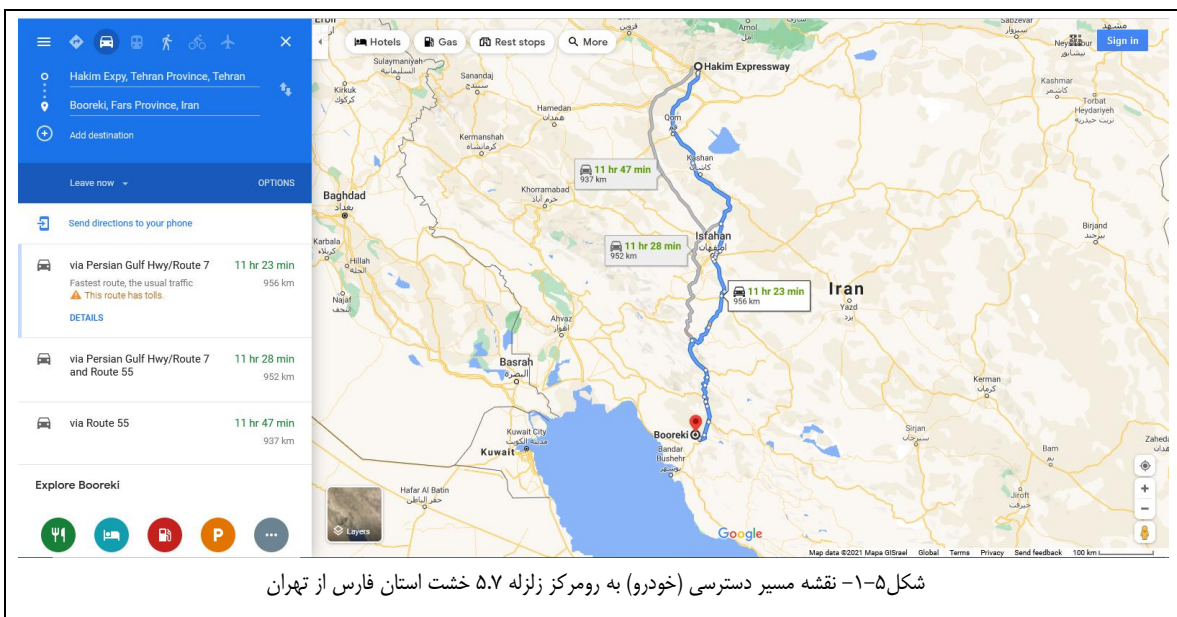 Hakim Expy, Tehran Province, Tehran
Booreki, Fars Province, Iran
Add destination
Leave now
OPTIONS
Send directions to your phone
via Persian Gulf Hwy/Route 7 11 hr 23 min
Fastest route, the usual traffic 956 km
This route has tolls.
DETAILS
via Persian Gulf Hwy/Route 7 11 hr 28 min
and Route 55 952 km
via Route 55 11 hr 47 min
937 km
Explore Booreki
P
Hotels
Gas
Rest stops
More
Sign in
Amol
آمل
Sabzevar
سبزوار
مشهد
نیشابور
قزوین
Hakim Expressway
Sulaymaniyah
السليمانية
Sanandaj
سنندج
Kirkuk
كركوك
Kashmar
کاشمر
Torbat
Heydariyeh
تربت حیدریه
Hamedan
همدان
Qom
قم
Kermanshah
کرمانشاه
Kashan
کاشان
11 hr 47 min
937 km
Khorramabad
خرم آباد
Baghdad
بغداد
Birjand
بیرجند
Isfahan
اصفهان
11 hr 28 min
952 km
Karbala
كربلاء
Hillah
الحلة
11 hr 23 min
956 km
Iran
Yazd
یزد
Najaf
النجف
Ahvaz
اهواز
Basrah
البصرة
Kerman
کرمان
Sirjan
سیرجان
Bam
بم
Kuwait City
مدينة الكويت
Kuwait
Booreki
Bandar
Bushehr
بوشهر
Hafar Al Batin
حفر الباطن
Jiroft
جیرفت
Layers
Google
Map data ©2021 Mapa GISrael Global Terms Privacy Send feedback 100 km
شکل۵-۱- نقشه مسیر دسترسی (خودرو) به رومرکز زلزله ۵.۷ خشت استان فارس از تهران